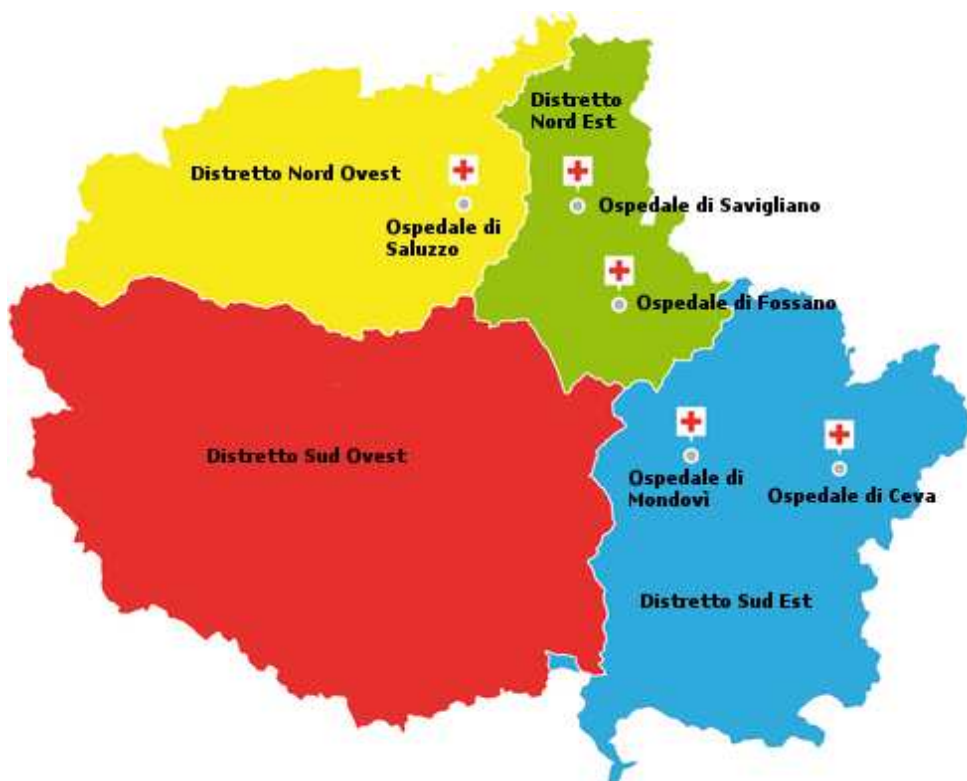 Distretto
Nord Est
Distretto Nord Ovest
Ospedale di Savigliano
Ospedale di
Saluzzo
Ospedale di Fossano
Distretto Sud Ovest
Ospedale di
Mondovì
Ospedale di Ceva
Distretto Sud Est